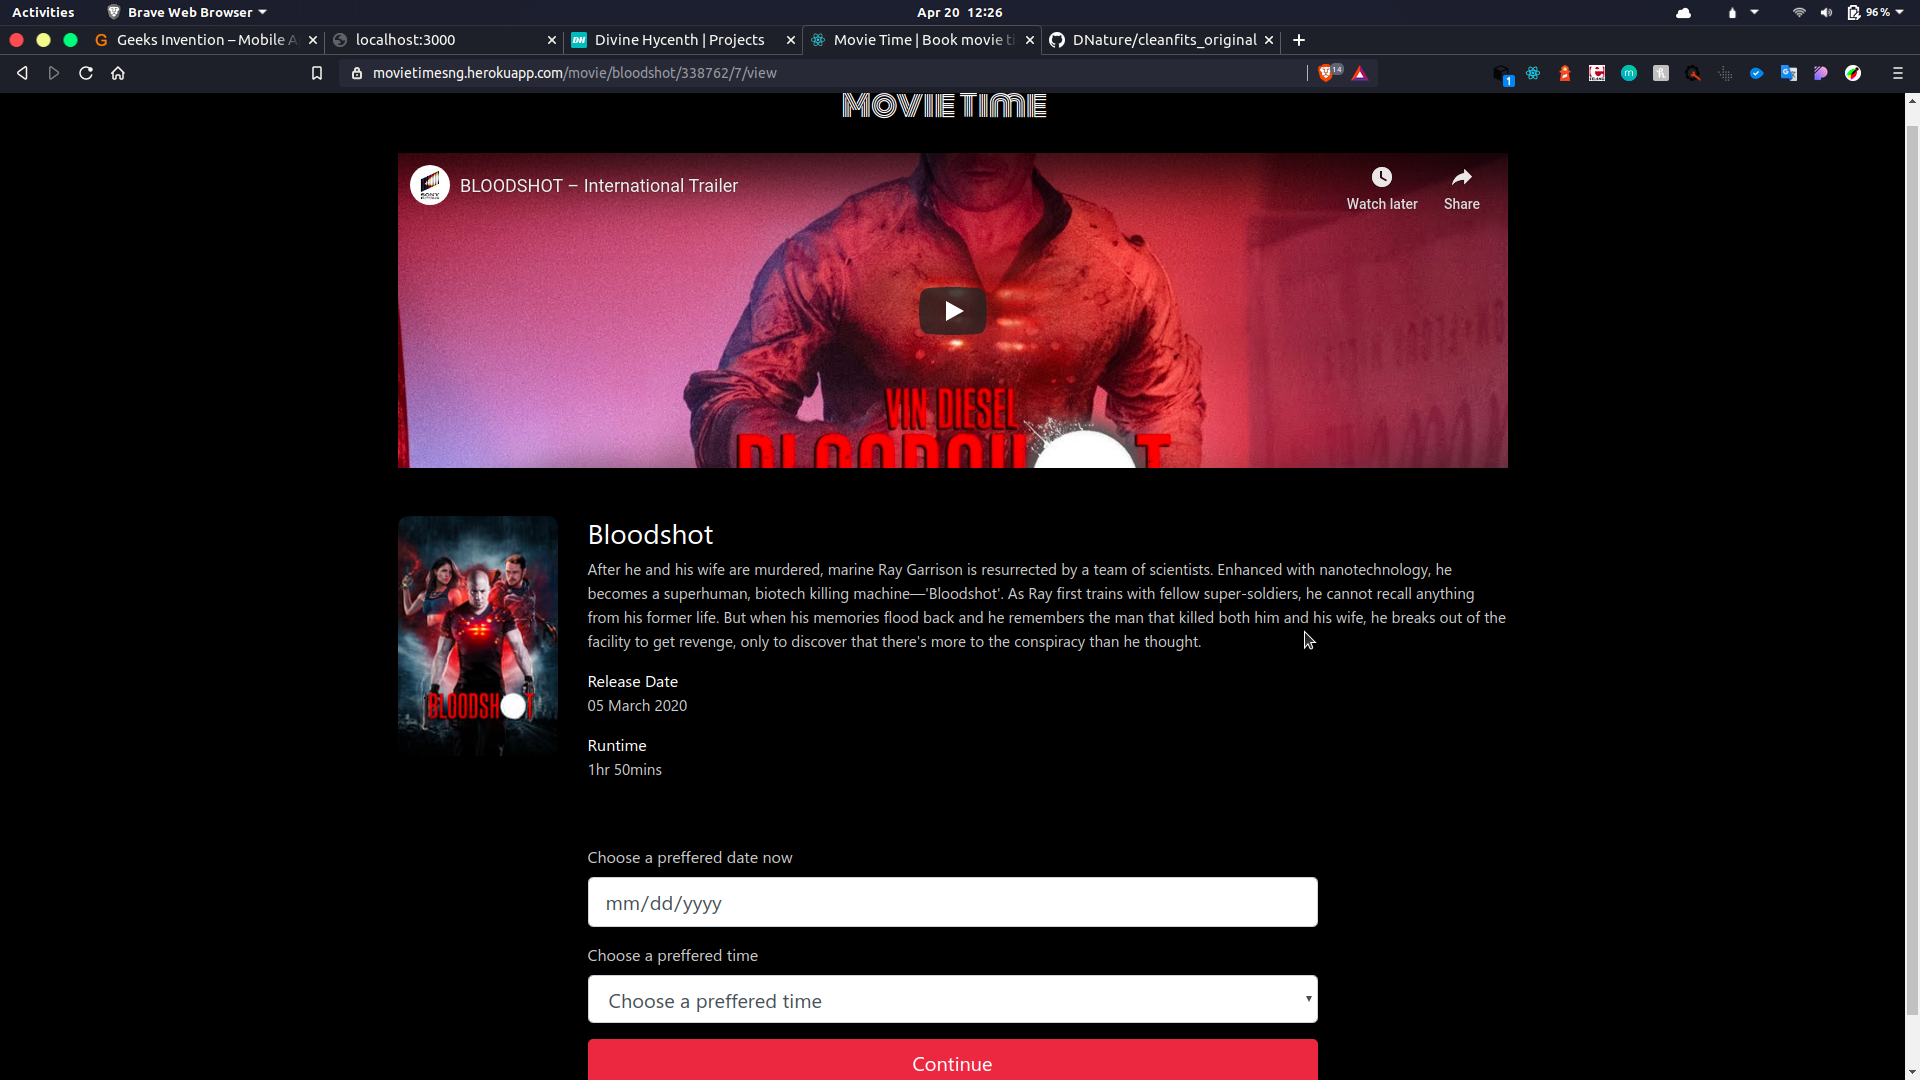 Activities
Brave Web Browser
Apr 20 12:26
96 %
Geeks Invention – Mobile A
localhost:3000
Divine Hycenth | Projects
Movie Time | Book movie ti
DNature/cleanfits_original
movietimesng.herokuapp.com/movie/bloodshot/338762/7/view
14
1
MOVIE TIME
SONY
BLOODSHOT – International Trailer
Watch later
Share
VIN DIESEL
BLOODSHOT
BLOODSHOT
Bloodshot
After he and his wife are murdered, marine Ray Garrison is resurrected by a team of scientists. Enhanced with nanotechnology, he
becomes a superhuman, biotech killing machine—'Bloodshot'. As Ray first trains with fellow super-soldiers, he cannot recall anything
from his former life. But when his memories flood back and he remembers the man that killed both him and his wife, he breaks out of the
facility to get revenge, only to discover that there's more to the conspiracy than he thought.
Release Date
05 March 2020
Runtime
1hr 50mins
Choose a preffered date now
mm/dd/yyyy
Choose a preffered time
Choose a preffered time
Continue